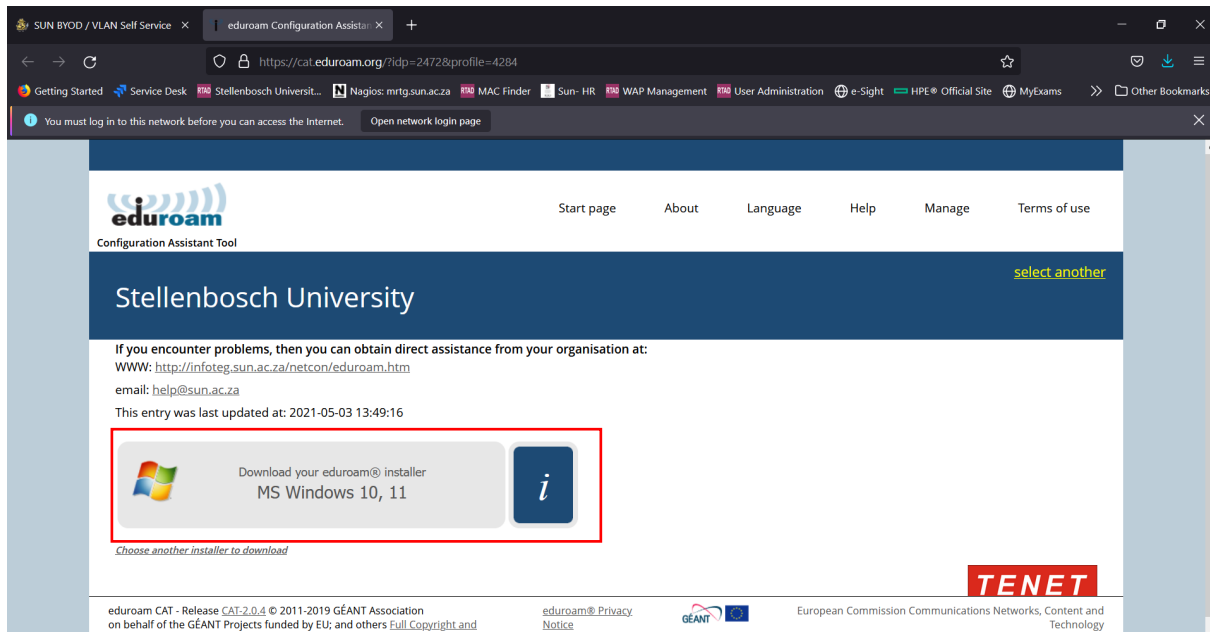 SUN BYOD / VLAN Self Service
eduroam Configuration Assistan
https://cat.eduroam.org/?idp=2472&profile=4284
Getting Started Service Desk RTAD Stellenbosch Universit... N Nagios: mrtg.sun.ac.za RTAD MAC Finder Sun- HR RTAD WAP Management RTAD User Administration e-Sight HPE® Official Site MyExams Other Bookmarks
You must log in to this network before you can access the Internet. Open network login page
eduroam
Configuration Assistant Tool
Start page About Language Help Manage Terms of use
select another
Stellenbosch University
If you encounter problems, then you can obtain direct assistance from your organisation at:
WWW: http://infoteg.sun.ac.za/netcon/eduroam.htm
email: help@sun.ac.za
This entry was last updated at: 2021-05-03 13:49:16
Download your eduroam® installer
MS Windows 10, 11
i
Choose another installer to download
TENET
eduroam CAT - Release CAT-2.0.4 © 2011-2019 GÉANT Association
on behalf of the GÉANT Projects funded by EU; and others Full Copyright and
eduroam® Privacy
Notice
GÉANT
European Commission Communications Networks, Content and
Technology